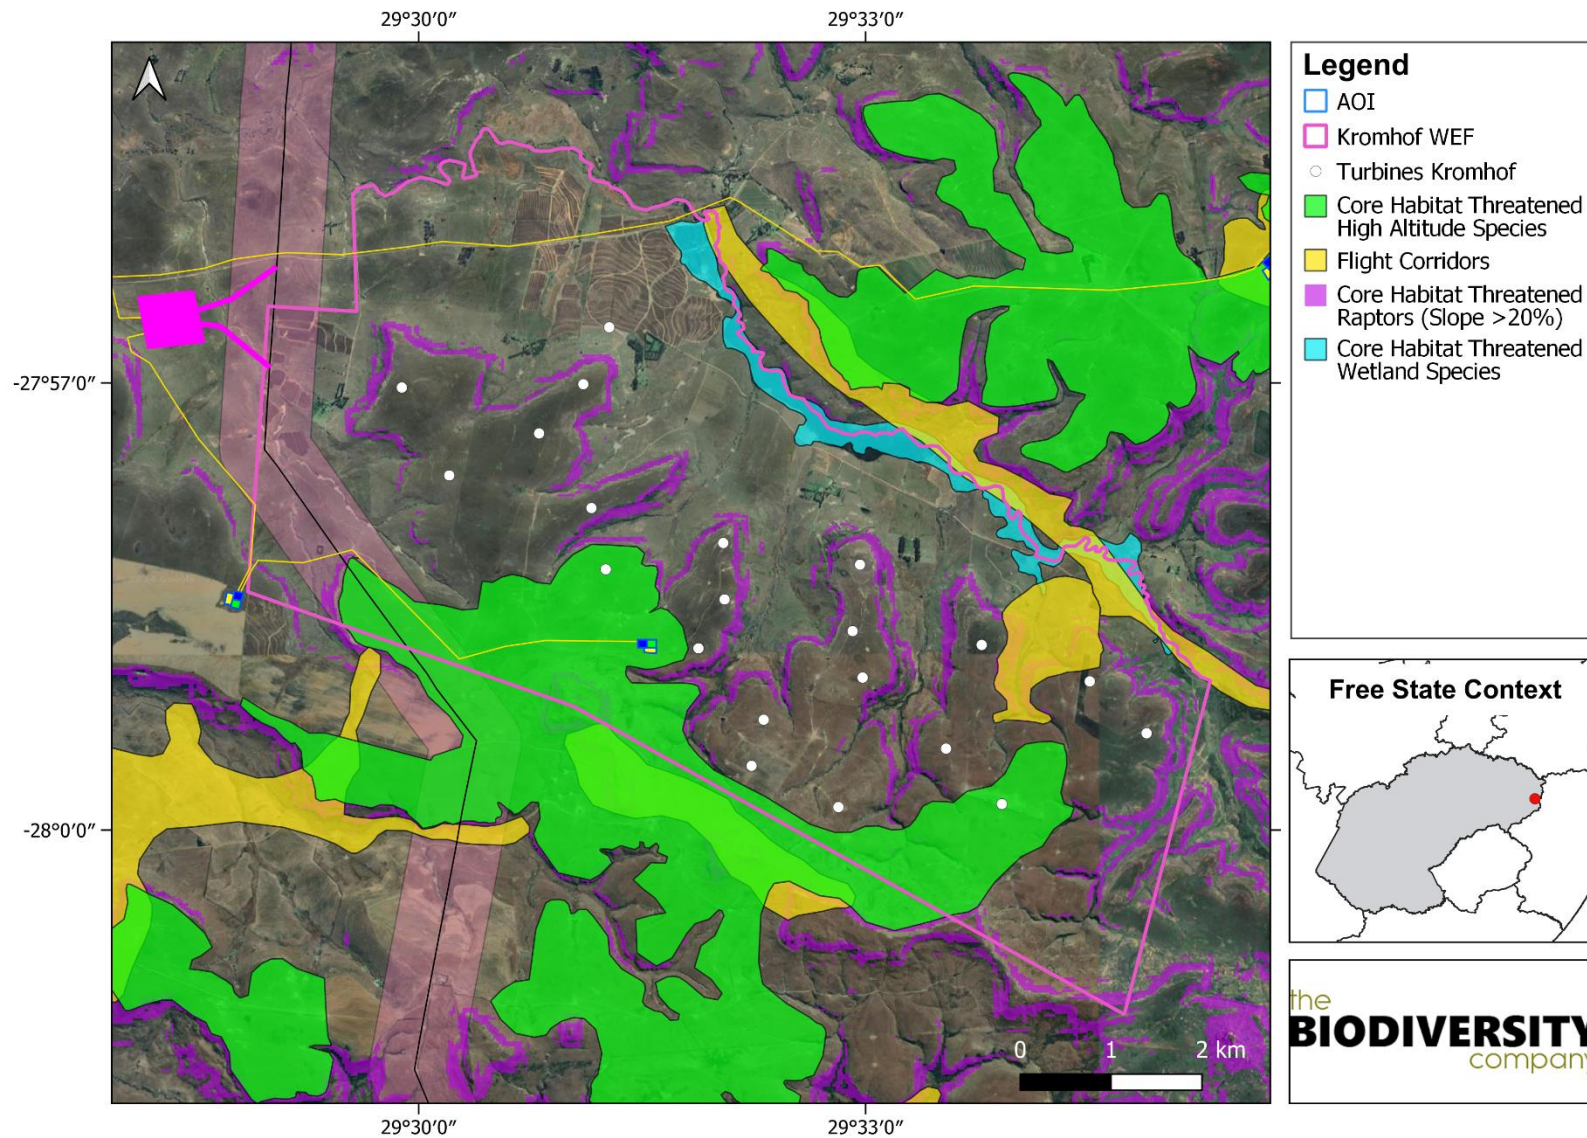 29°30′0″ 29°33′0″
Legend
AOI
Kromhof WEF
Turbines Kromhof
Core Habitat Threatened
High Altitude Species
Flight Corridors
Core Habitat Threatened
Raptors (Slope >20%)
Core Habitat Threatened
Wetland Species
-27°57′0″
-28°0′0″
0 1 2 km
29°30′0″ 29°33′0″
Free State Context
the
BIODIVERSITY
company